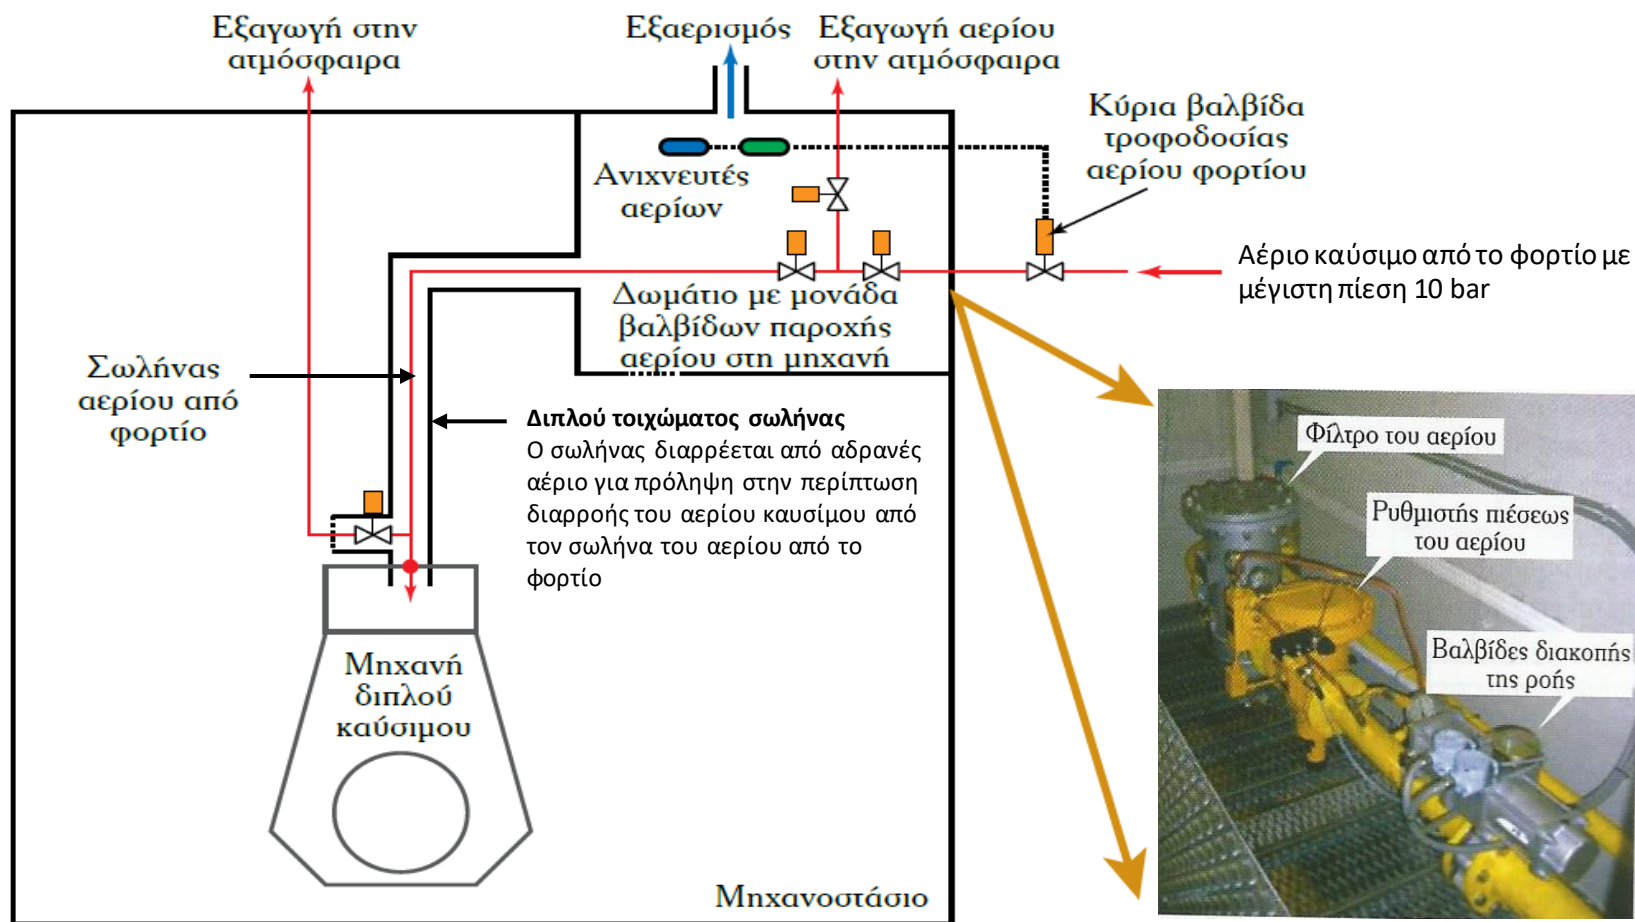 Εξαγωγή στην
ατμόσφαιρα
Εξαερισμός
Εξαγωγή αερίου
στην ατμόσφαιρα
Κύρια βαλβίδα
τροφοδοσίας
αερίου φορτίου
Ανιχνευτές
αερίων
Αέριο καύσιμο από το φορτίο με
μέγιστη πίεση 10 bar
Δωμάτιο με μονάδα
βαλβίδων παροχής
αερίου στη μηχανή
Σωλήνας
αερίου από
φορτίο
Διπλού τοιχώματος σωλήνας
Ο σωλήνας διαρρέεται από αδρανές
αέριο για πρόληψη στην περίπτωση
διαρροής του αερίου καυσίμου από
τον σωλήνα του αερίου από το
φορτίο
Φίλτρο του αερίου
Ρυθμιστής πιέσεως
του αερίου
Βαλβίδες διακοπής
της ροής
Μηχανή
διπλού
καύσιμου
Μηχανοστάσιο